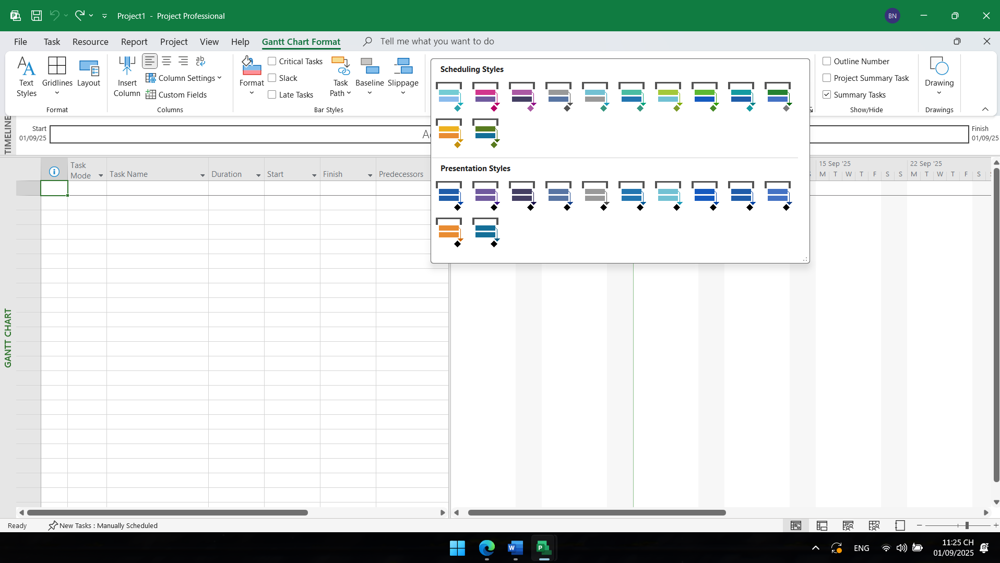 Project1 - Project Professional
BN
File Task Resource Report Project View Help Gantt Chart Format Tell me what you want to do
Text Styles
Gridlines
Layout
Format
Insert Column
ab
Column Settings
Custom Fields
Columns
Format
Critical Tasks
Slack
Late Tasks
Task Path
Baseline
Slippage
Bar Styles
Scheduling Styles
Presentation Styles
Outline Number
Project Summary Task
Summary Tasks
Show/Hide
Drawing
Drawings
TIMELINE
Start
01/09/25
Finish
01/09/25
Task Mode
Task Name
Duration
Start
Finish
Predecessors
15 Sep '25
22 Sep '25
M T W T F S S M T W T F S
GANTT CHART
Ready
New Tasks : Manually Scheduled
ENG
11:25 CH
01/09/2025